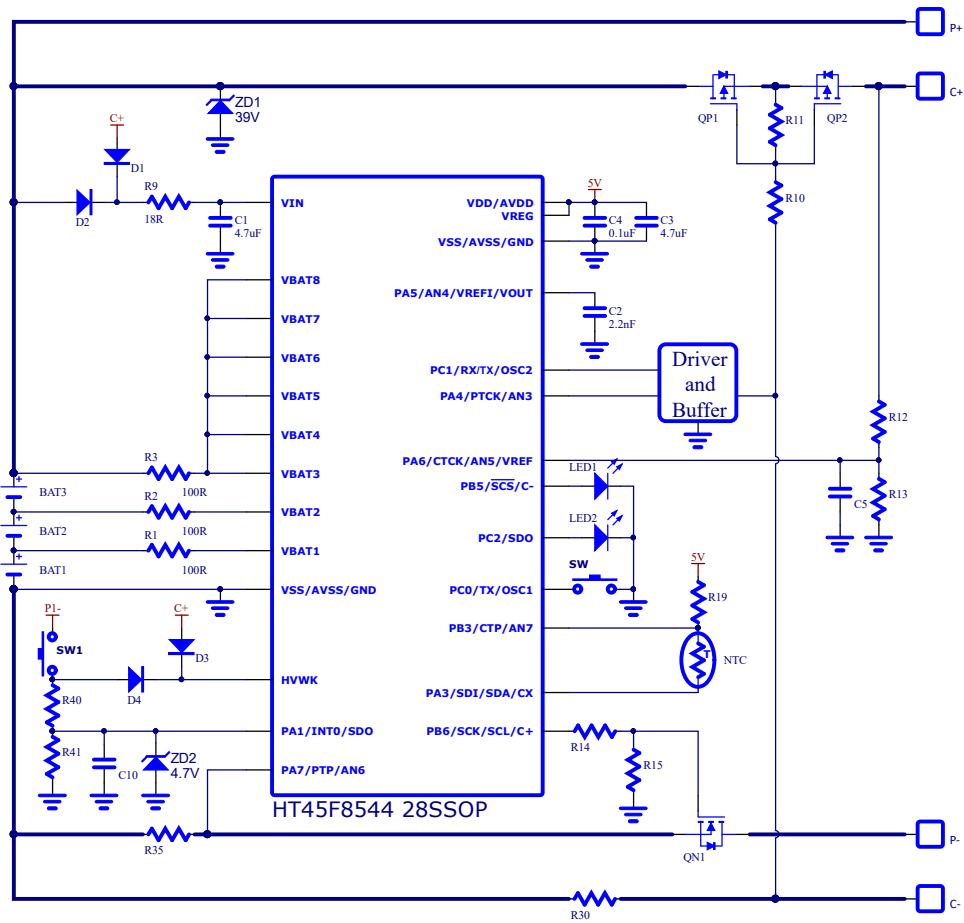 P+
C+
ZD1
39V
QP1
QP2
R11
C+
D1
R9
D2
18R
C1
4.7uF
R10
VIN
VDD/AVDD
VREG
5V
C4
0.1uF
C3
4.7uF
VSS/AVSS/GND
VBAT8
PA5/AN4/VREFI/VOUT
C2
2.2nF
VBAT7
VBAT6
PC1/RX/TX/OSC2
Driver
and
Buffer
VBAT5
PA4/PTCK/AN3
R12
VBAT4
R3
100R
VBAT3
PA6/CTCK/AN5/VREF
LED1
PB5/SCS/C-
C5
R13
+
BAT3
R2
100R
VBAT2
LED2
+
BAT2
R1
100R
VBAT1
PC2/SDO
+
BAT1
SW
5V
VSS/AVSS/GND
PC0/TX/OSC1
R19
P1-
C+
PB3/CTP/AN7
SW1
D3
T
NTC
R40
D4
HVWK
PA3/SDI/SDA/CX
R41
PA1/INT0/SDO
PB6/SCK/SCL/C+
R14
C10
ZD2
4.7V
R15
PA7/PTP/AN6
HT45F8544 28SSOP
R35
QN1
P-
R30
C-